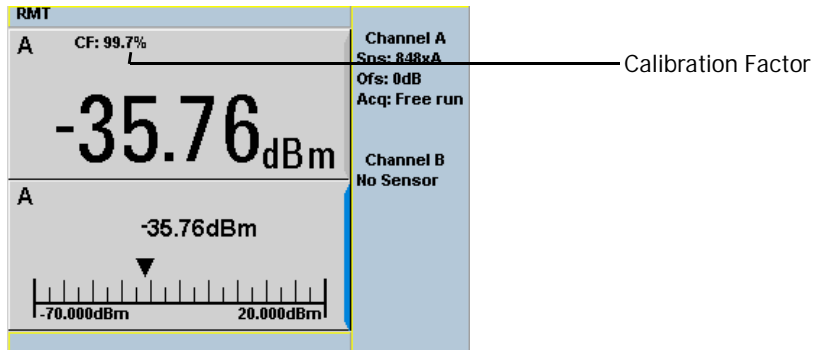 RMT
A
CF: 99.7%
-35.76dBm
A
-35.76dBm
-70.000dBm
20.000dBm
Channel A
Sns: 848xA
Ofs: 0dB
Acq: Free run
Channel B
No Sensor
Calibration Factor